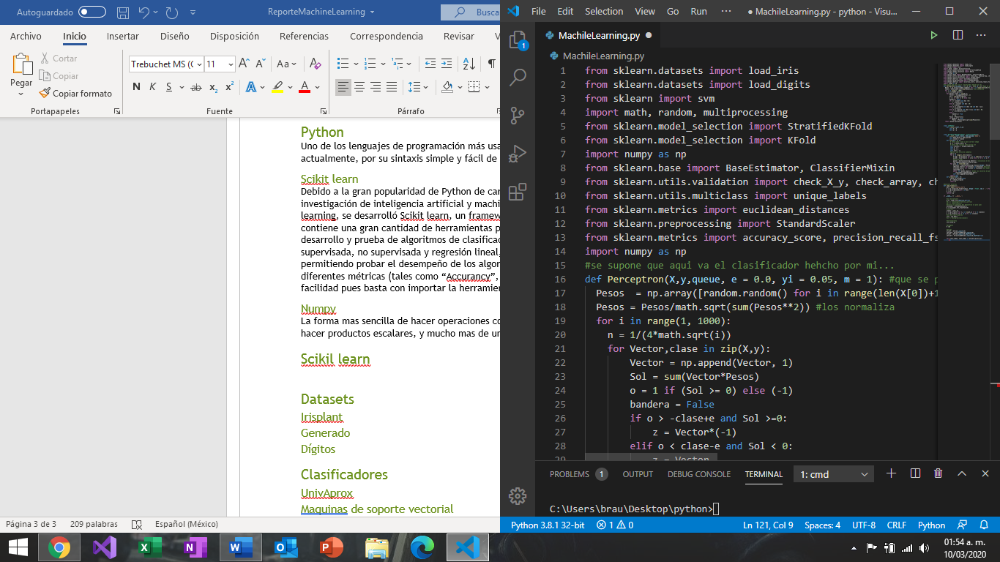 Autoguardado
ReporteMachineLearning
Busca
Archivo Inicio Insertar Diseño Disposición Referencias Correspondencia Revisar
Pegar
Cortar
Copiar
Copiar formato
Portapapeles
Trebuchet MS (C
11
Aa
N K S ab x₂ x²
Fuente
Párrafo
Python
Uno de los lenguajes de programación más usa
actualmente, por su sintaxis simple y fácil de
Scikit learn
Debido a la gran popularidad de Python de car
investigación de inteligencia artificial y machi
learning, se desarrolló Scikit learn, un framew
contiene una gran cantidad de herramientas p
desarrollo y prueba de algoritmos de clasificac
supervisada, no supervisada y regresión lineal,
permitiendo probar el desempeño de los algor
diferentes métricas (tales como “Accurancy”,
facilidad pues basta con importar la herramien
Numpy
La forma mas sencilla de hacer operaciones co
hacer productos escalares, y mucho mas de un
Scikil learn
Datasets
Irisplant
Generado
Dígitos
Clasificadores
UnivAprox
Maquinas de soporte vectorial
Página 3 de 3 209 palabras Español (México)
File Edit Selection View Go Run ··· ● MachileLearning.py - python - Visu...
MachileLearning.py ●
MachileLearning.py
1 from sklearn.datasets import load_iris
2 from sklearn.datasets import load_digits
3 from sklearn import svm
4 import math, random, multiprocessing
5 from sklearn.model_selection import StratifiedKFold
6 from sklearn.model_selection import KFold
7 import numpy as np
8 from sklearn.base import BaseEstimator, ClassifierMixin
9 from sklearn.utils.validation import check_X_y, check_array, ch
10 from sklearn.utils.multiclass import unique_labels
11 from sklearn.metrics import euclidean_distances
12 from sklearn.preprocessing import StandardScaler
13 from sklearn.metrics import accuracy_score, precision_recall_fs
14 import numpy as np
15 #se supone que aqui va el clasificador hehcho por mi...
16 def Perceptron(X,y,queue, e = 0.0, yi = 0.05, m = 1): #que se p
17 Pesos  = np.array([random.random() for i in range(len(X[0])+1
18 Pesos = Pesos/math.sqrt(sum(Pesos**2)) #los normaliza
19 for i in range(1, 1000):
20 n = 1/(4*math.sqrt(i))
21 for Vector,clase in zip(X,y):
22 Vector = np.append(Vector, 1)
23 Sol = sum(Vector*Pesos)
24 o = 1 if (Sol >= 0) else (-1)
25 bandera = False
26 if o > -clase+e and Sol >=0:
27 z = Vector*(-1)
28 elif o < clase-e and Sol < 0:
29 z = Vector
PROBLEMS 1 OUTPUT DEBUG CONSOLE TERMINAL 1: cmd
C:\Users\brau\Desktop\python>
Python 3.8.1 32-bit 1 0 Ln 121, Col 9 Spaces: 4 UTF-8 CRLF Python
01:54 a. m.
10/03/2020